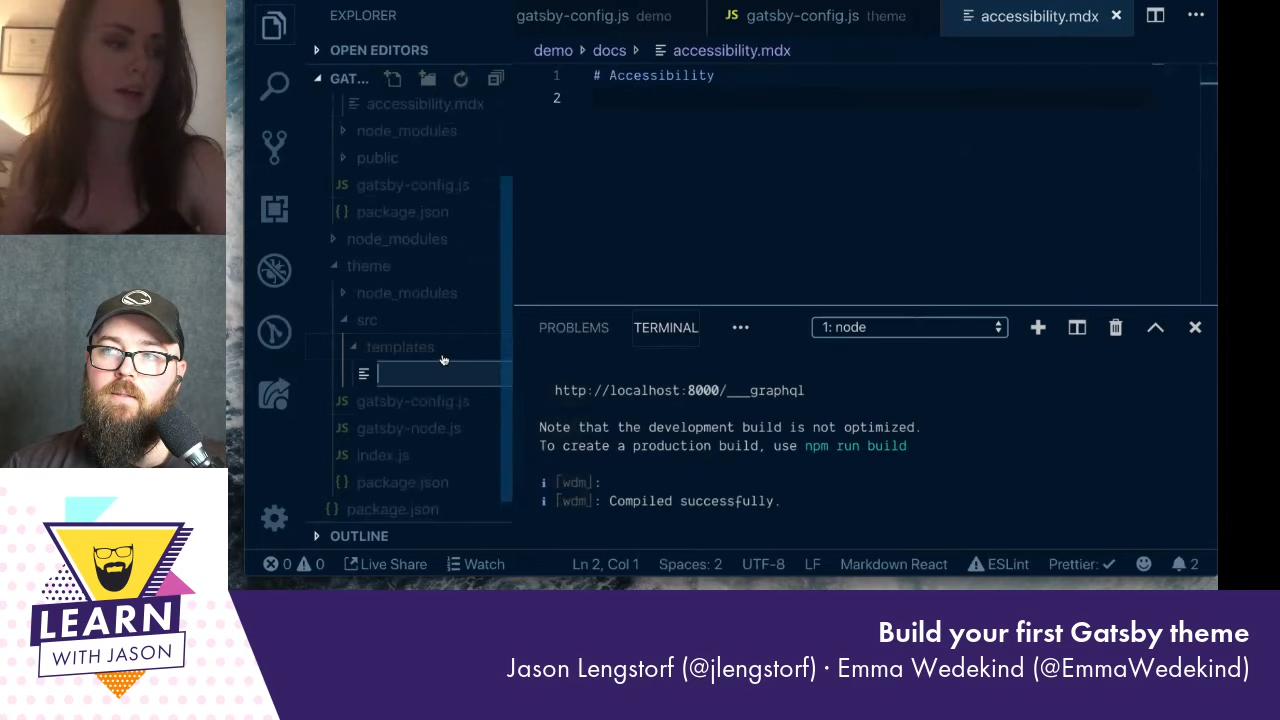 EXPLORER
OPEN EDITORS
GAT...
accessibility.mdx
node_modules
public
JS gatsby-config.js
{} package.json
node_modules
theme
node_modules
src
templates
JS gatsby-config.js
JS gatsby-node.js
JS index.js
{} package.json
package.json
OUTLINE
gatsby-config.js demo
JS gatsby-config.js theme
accessibility.mdx
demo docs accessibility.mdx
1 # Accessibility
2
PROBLEMS TERMINAL ... 1: node
http://localhost:8000/___graphql
Note that the development build is not optimized.
To create a production build, use npm run build
ℹ ｢wdm｣:
ℹ ｢wdm｣: Compiled successfully.
0 0 Live Share Watch Ln 2, Col 1 Spaces: 2 UTF-8 LF Markdown React ESLint Prettier: ✓ 2
LEARN
WITH JASON
Build your first Gatsby theme
Jason Lengstorf (@jlengstorf) · Emma Wedekind (@EmmaWedekind)